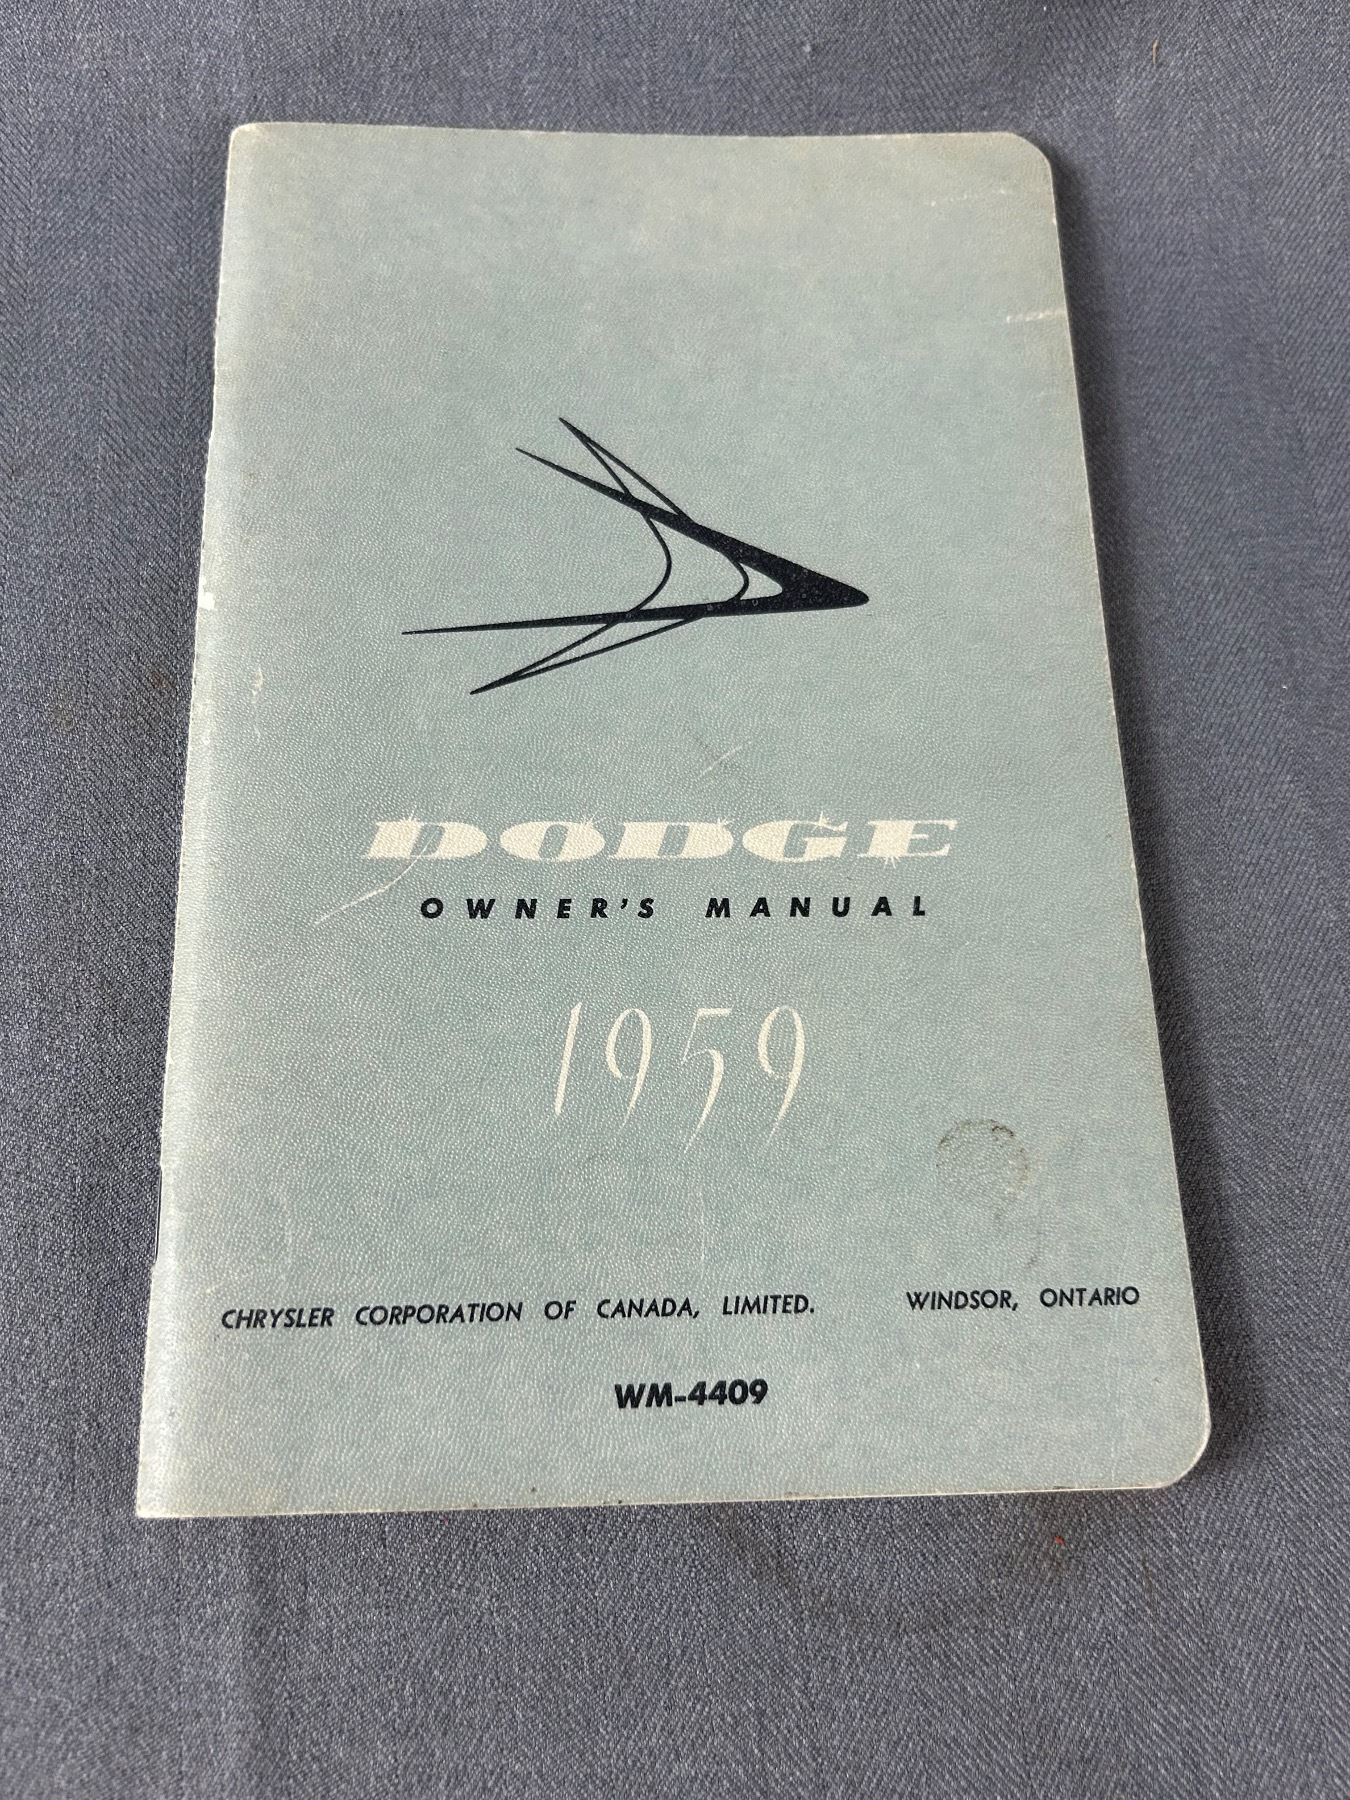 DODGE
OWNER'S MANUAL
1959
CHRYSLER CORPORATION OF CANADA, LIMITED. WINDSOR, ONTARIO
WM-4409